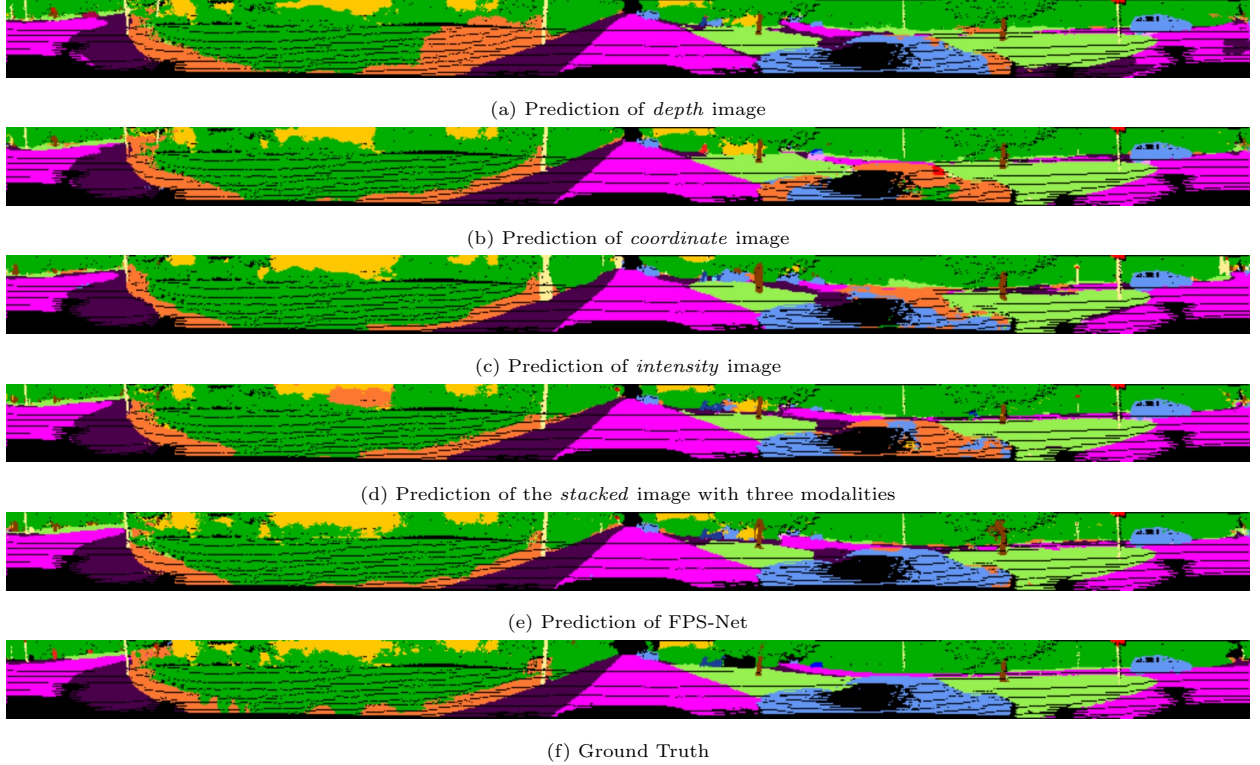 (a) Prediction of depth image
(b) Prediction of coordinate image
(c) Prediction of intensity image
(d) Prediction of the stacked image with three modalities
(e) Prediction of FPS-Net
(f) Ground Truth